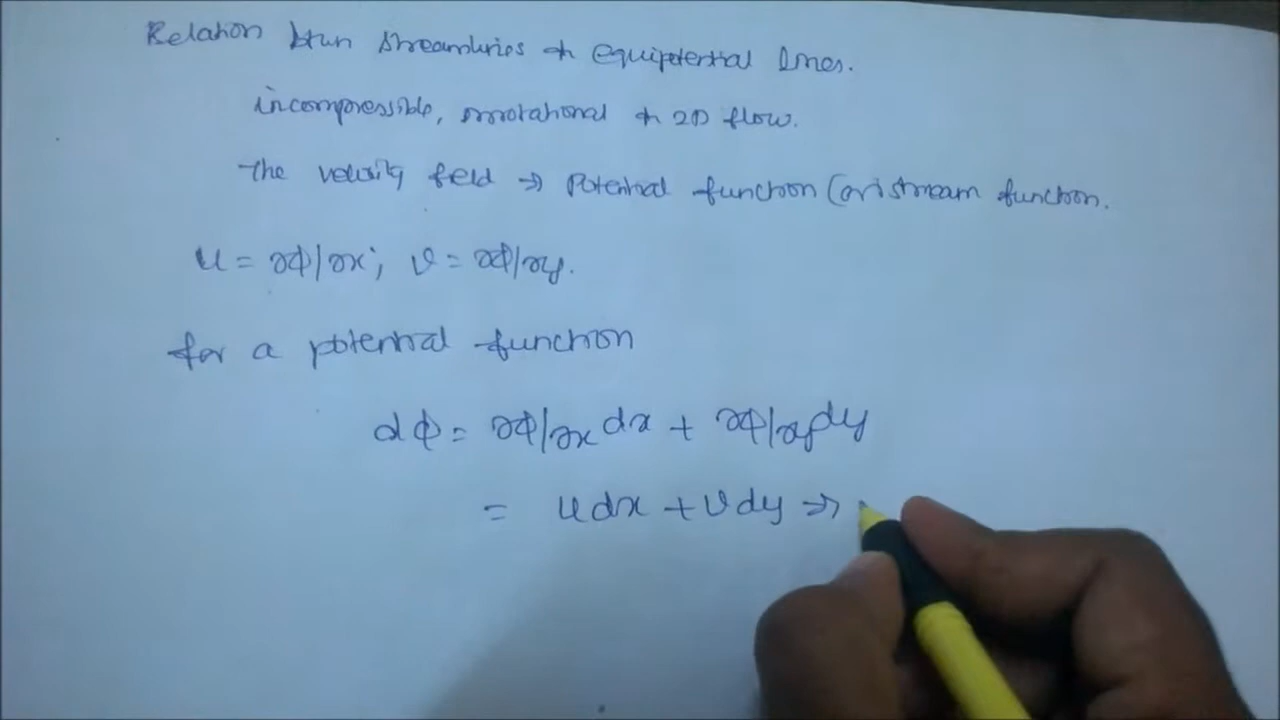 Relation btwn streamlines & equipotential lines.
incompressible, irrotational & 2D flow.
The velocity field → Potential function (or) stream function.
u = ∂Φ/∂x; v = ∂Φ/∂y.
for a potential function
dΦ = ∂Φ/∂x dx + ∂Φ/∂y dy
= udx + vdy →